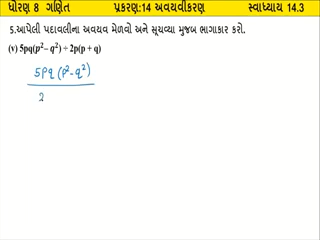 ધોરણ 8 ગણિત પ્રકરણ:14 અવયવીકરણ સ્વાધ્યાય 14.3
5.આપેલી પદાવલીના અવયવ મેળવો અને સૂચવ્યા મુજબ ભાગાકાર કરો.
(v) 5pq(p²– q²) ÷ 2p(p + q)
5pq (p²-q²)
2